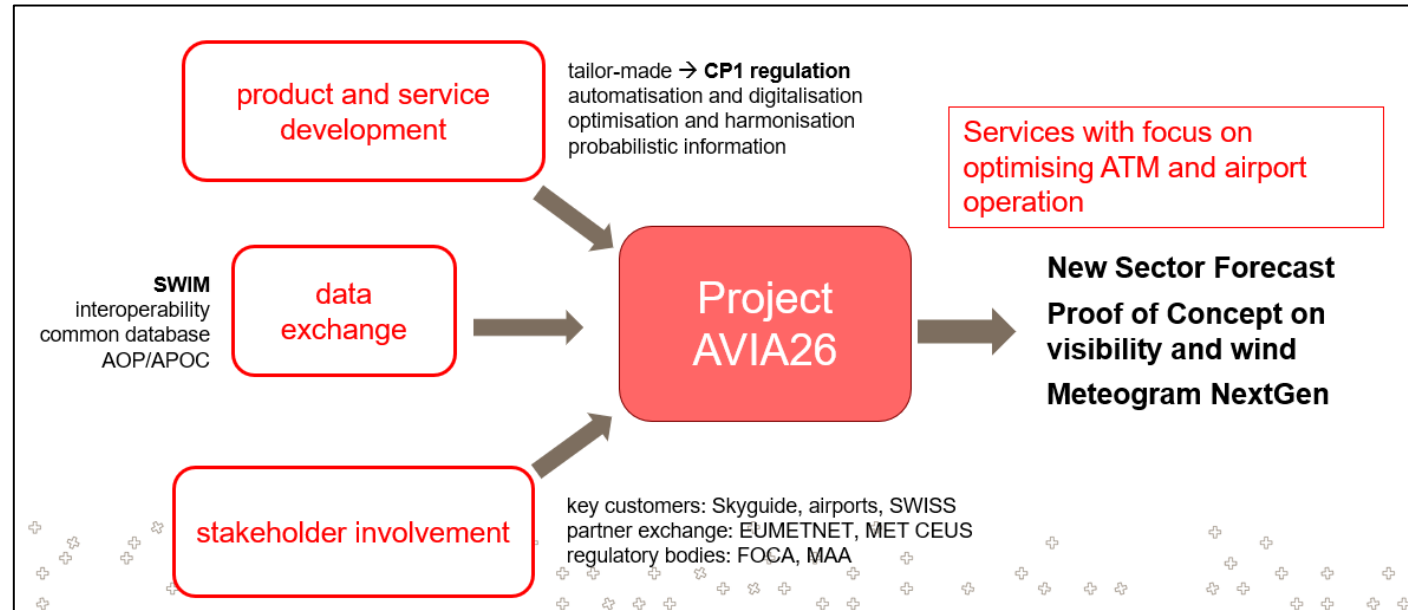 product and service
development
tailor-made → CP1 regulation
automatisation and digitalisation
optimisation and harmonisation
probabilistic information
Services with focus on
optimising ATM and airport
operation
SWIM
interoperability
common database
AOP/APOC
data
exchange
Project
AVIA26
New Sector Forecast
Proof of Concept on
visibility and wind
Meteogram NextGen
stakeholder involvement
key customers: Skyguide, airports, SWISS
partner exchange: EUMETNET, MET CEUS
regulatory bodies: FOCA, MAA